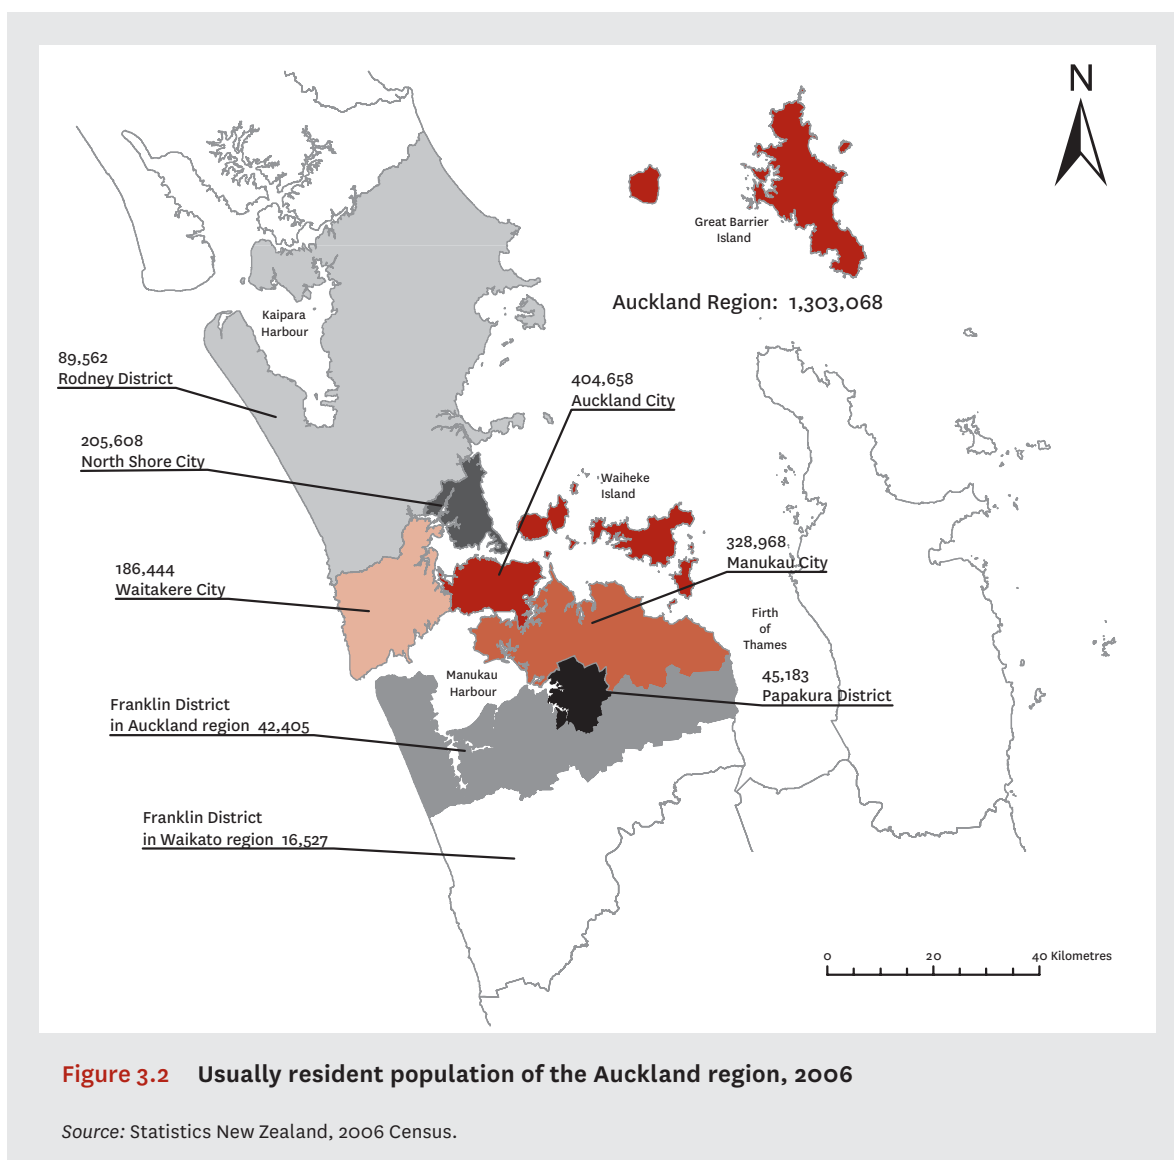 N
Great Barrier
Island
Auckland Region: 1,303,068
Kaipara
Harbour
89,562
Rodney District
404,658
Auckland City
205,608
North Shore City
Waiheke
Island
328,968
Manukau City
186,444
Waitakere City
Firth
of
Thames
Manukau
Harbour
45,183
Papakura District
Franklin District
in Auckland region 42,405
Franklin District
in Waikato region 16,527
0 20 40 Kilometres
Figure 3.2 Usually resident population of the Auckland region, 2006
Source: Statistics New Zealand, 2006 Census.